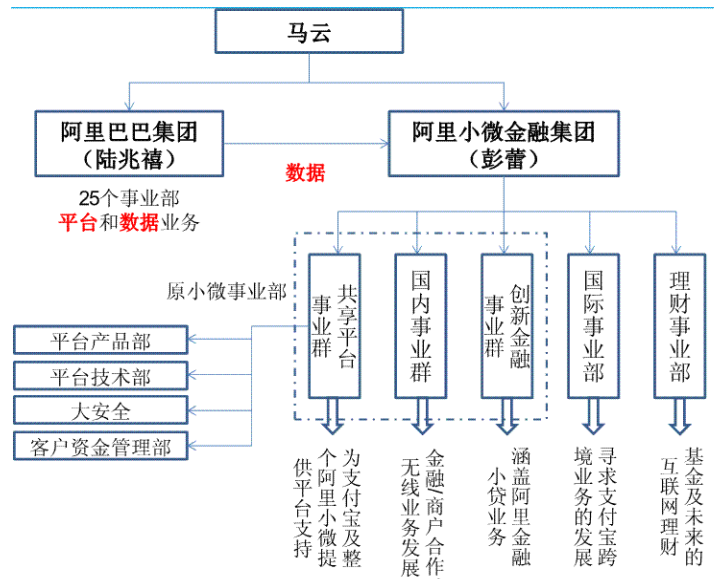 马云
阿里巴巴集团
（陆兆禧）
阿里小微金融集团
（彭蕾）
数据
25个事业部
平台和数据业务
原小微事业部
共享平台
事业群
国内事业群
创新金融
事业群
国际事业部
理财事业部
平台产品部
平台技术部
大安全
客户资金管理部
为支付宝及整
个阿里小微提
供平台支持
金融/商户合作
无线业务发展
涵盖阿里金融
小贷业务
寻求支付宝跨
境业务的发展
基金及未来的
互联网理财